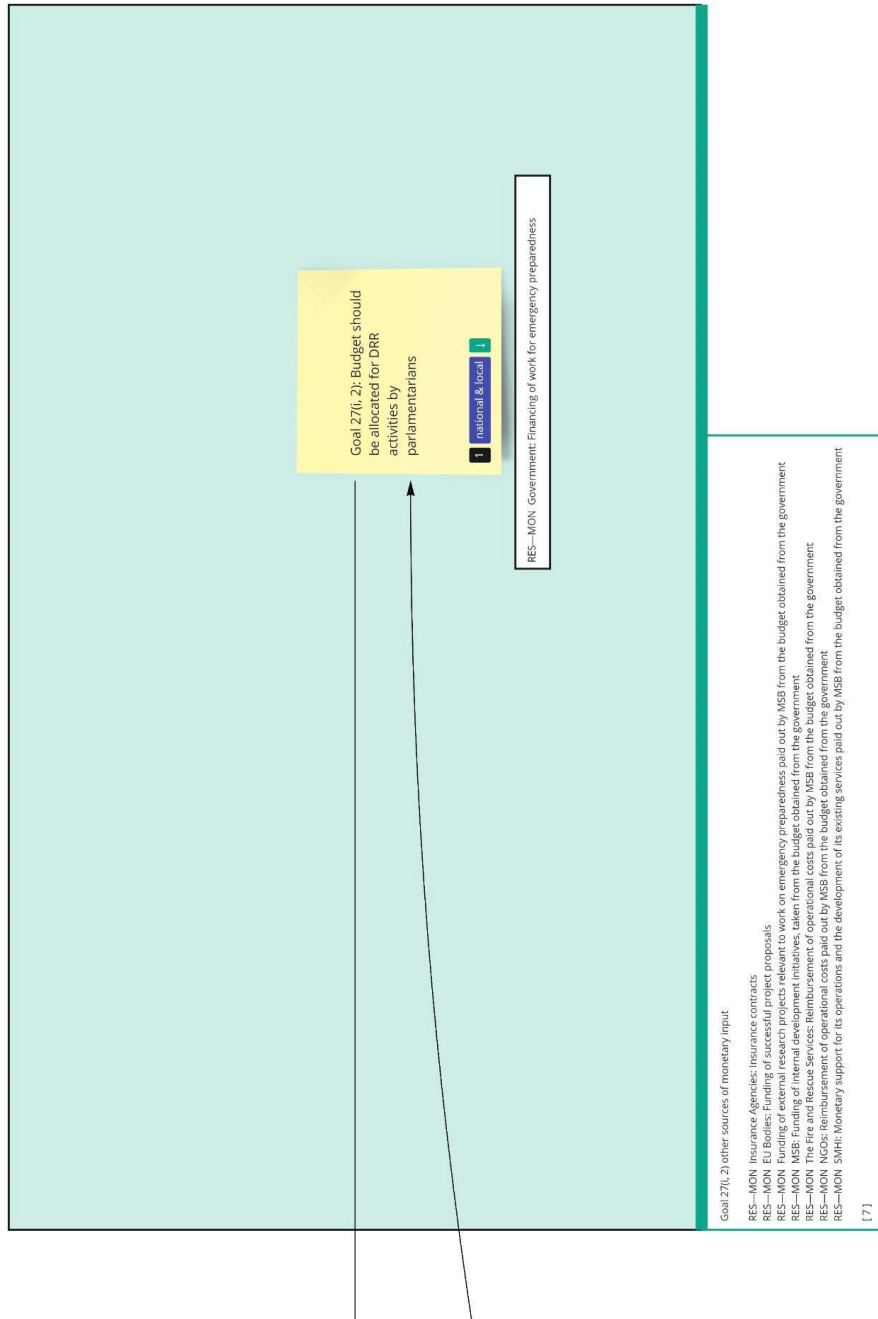 Goal 27(i, 2): Budget should
be allocated for DRR
activities by
parlamentarians
1 national & local ↓
RES—MON Government: Financing of work for emergency preparedness
Goal 27(i, 2) other sources of monetary input
RES—MON Insurance Agencies: Insurance contracts
RES—MON EU Bodies: Funding of successful project proposals
RES—MON Funding of external research projects relevant to work on emergency preparedness paid out by MSB from the budget obtained from the government
RES—MON MSB: Funding of internal development initiatives, taken from the budget obtained from the government
RES—MON The Fire and Rescue Services: Reimbursement of operational costs paid out by MSB from the budget obtained from the government
RES—MON NGOs: Reimbursement of operational costs paid out by MSB from the budget obtained from the government
RES—MON SMHI: Monetary support for its operations and the development of its existing services paid out by MSB from the budget obtained from the government
[ 7 ]